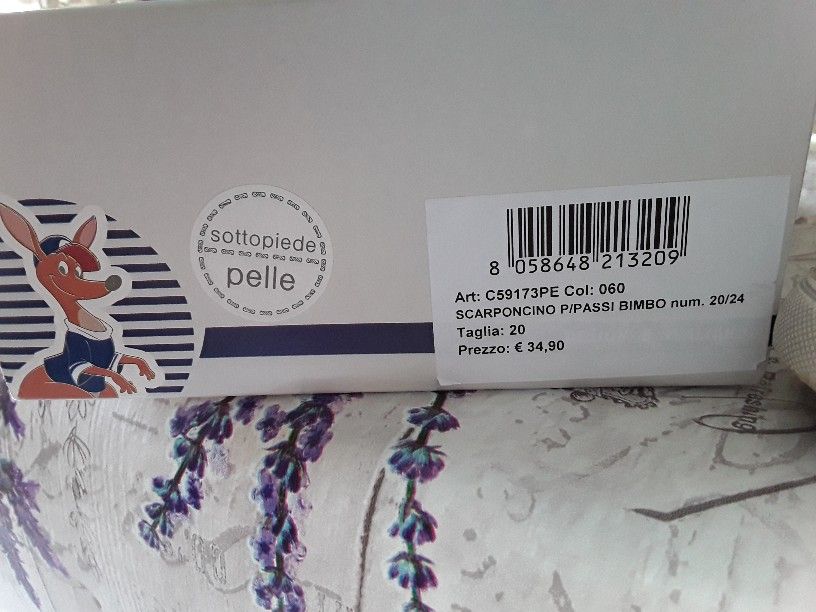 sottopiede
pelle
8 058648 213209
Art: C59173PE Col: 060
SCARPONCINO P/PASSI BIMBO num. 20/24
Taglia: 20
Prezzo: € 34,90